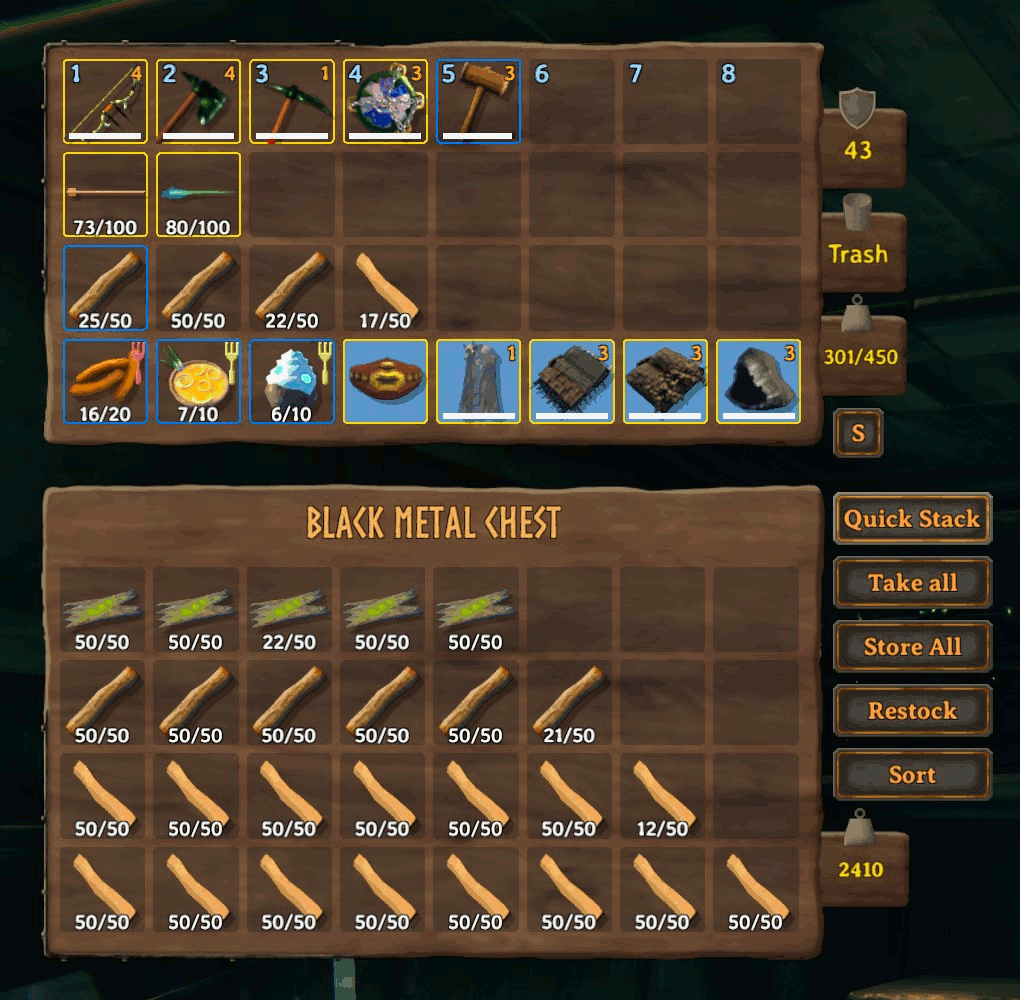 1 4 2 4 3 1 4 3 5 3 6 7 8
43
73/100 80/100
Trash
25/50 50/50 22/50 17/50
301/450
1 3 3 3
16/20 7/10 6/10
S
BLACK METAL CHEST
Quick Stack
Take all
50/50 50/50 22/50 50/50 50/50
Store All
Restock
50/50 50/50 50/50 50/50 50/50 21/50
Sort
50/50 50/50 50/50 50/50 50/50 50/50 12/50
2410
50/50 50/50 50/50 50/50 50/50 50/50 50/50 50/50